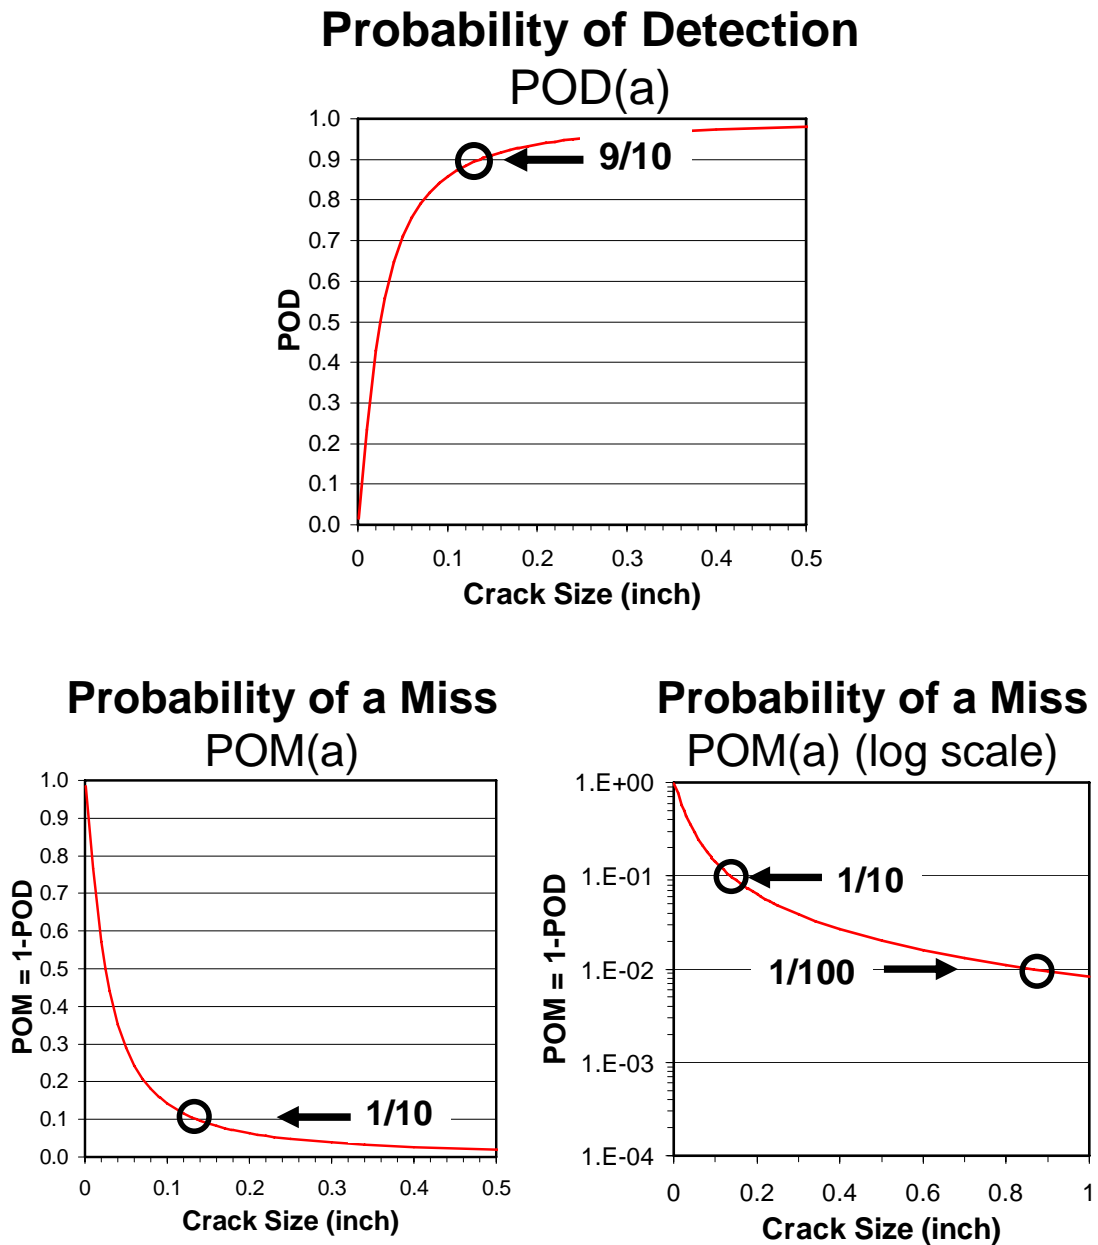 Probability of Detection
POD(a)
1.0
0.9
0.8
0.7
0.6
0.5
0.4
0.3
0.2
0.1
0.0
POD
9/10
0 0.1 0.2 0.3 0.4 0.5
Crack Size (inch)
Probability of a Miss
POM(a)
1.0
0.9
0.8
0.7
0.6
0.5
0.4
0.3
0.2
0.1
0.0
POM = 1-POD
1/10
0 0.1 0.2 0.3 0.4 0.5
Crack Size (inch)
Probability of a Miss
POM(a) (log scale)
1.E+00
1.E-01
1.E-02
1.E-03
1.E-04
POM = 1-POD
1/10
1/100
0 0.2 0.4 0.6 0.8 1
Crack Size (inch)